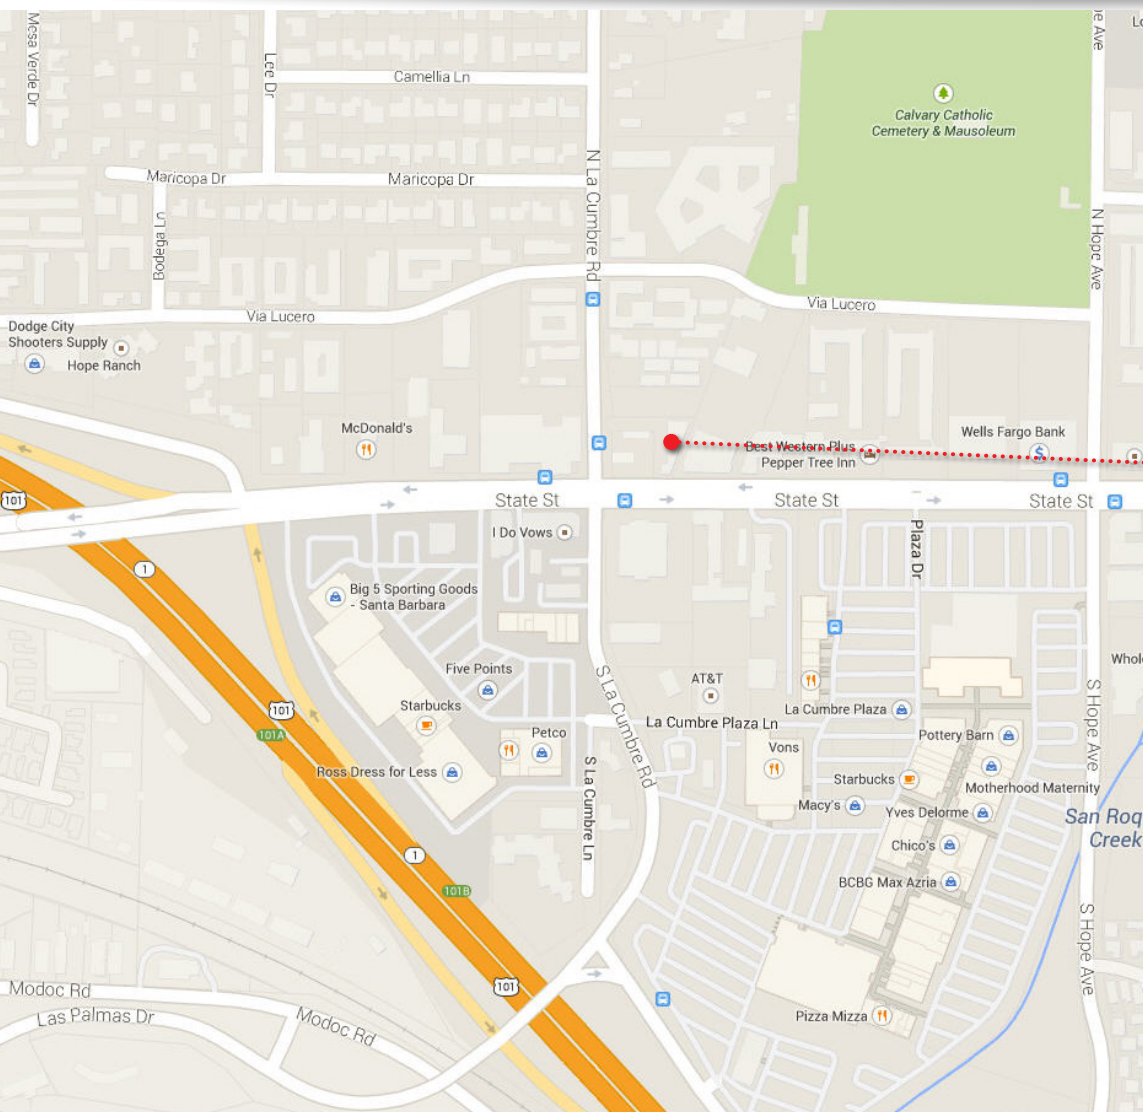 Mesa Verde Dr
Lee Dr
Camellia Ln
Calvary Catholic
Cemetery & Mausoleum
Maricopa Dr
Maricopa Dr
N La Cumbre Rd
Bodega Ln
N Hope Ave
Via Lucero
Via Lucero
Dodge City
Shooters Supply
Hope Ranch
McDonald's
Best Western Plus
Pepper Tree Inn
Wells Fargo Bank
101
State St
State St
State St
I Do Vows
Plaza Dr
1
Big 5 Sporting Goods
- Santa Barbara
Five Points
Starbucks
101
101A
Petco
Ross Dress for Less
S La Cumbre Rd
S La Cumbre Ln
AT&T
La Cumbre Plaza Ln
La Cumbre Plaza
Vons
Pottery Barn
Starbucks
Motherhood Maternity
Macy's
Yves Delorme
Chico's
BCBG Max Azria
S Hope Ave
San Roq
Creek
S Hope Ave
1
101B
101
Modoc Rd
Las Palmas Dr
Modoc Rd
Pizza Mizza